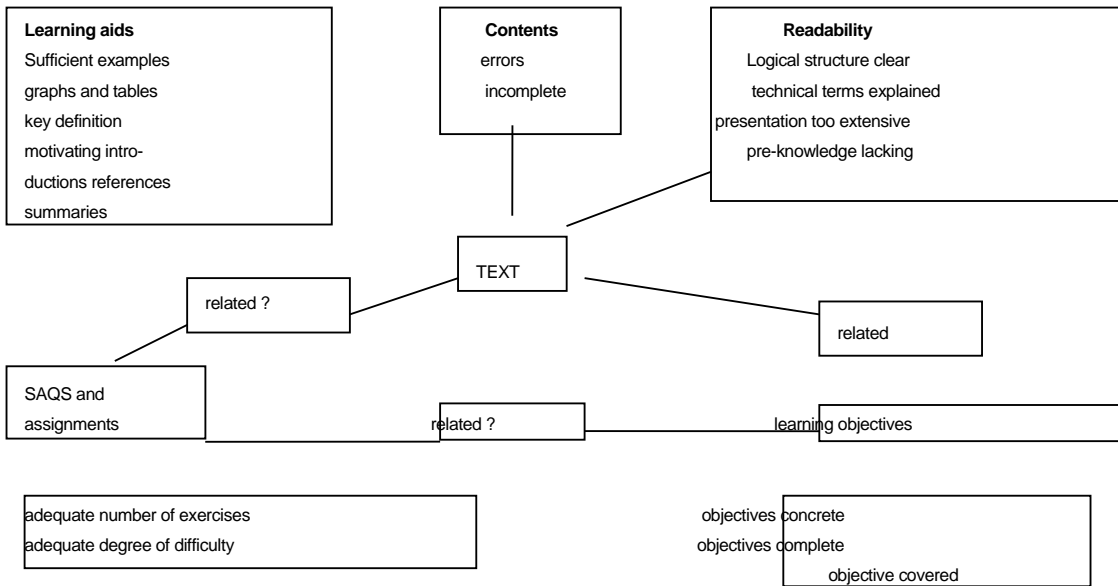 Learning aids
Sufficient examples
graphs and tables
key definition
motivating intro-
ductions references
summaries
Contents
errors
incomplete
Readability
Logical structure clear
technical terms explained
presentation too extensive
pre-knowledge lacking
TEXT
related ?
related
SAQS and
assignments
related ?
learning objectives
adequate number of exercises
adequate degree of difficulty
objectives concrete
objectives complete
objective covered